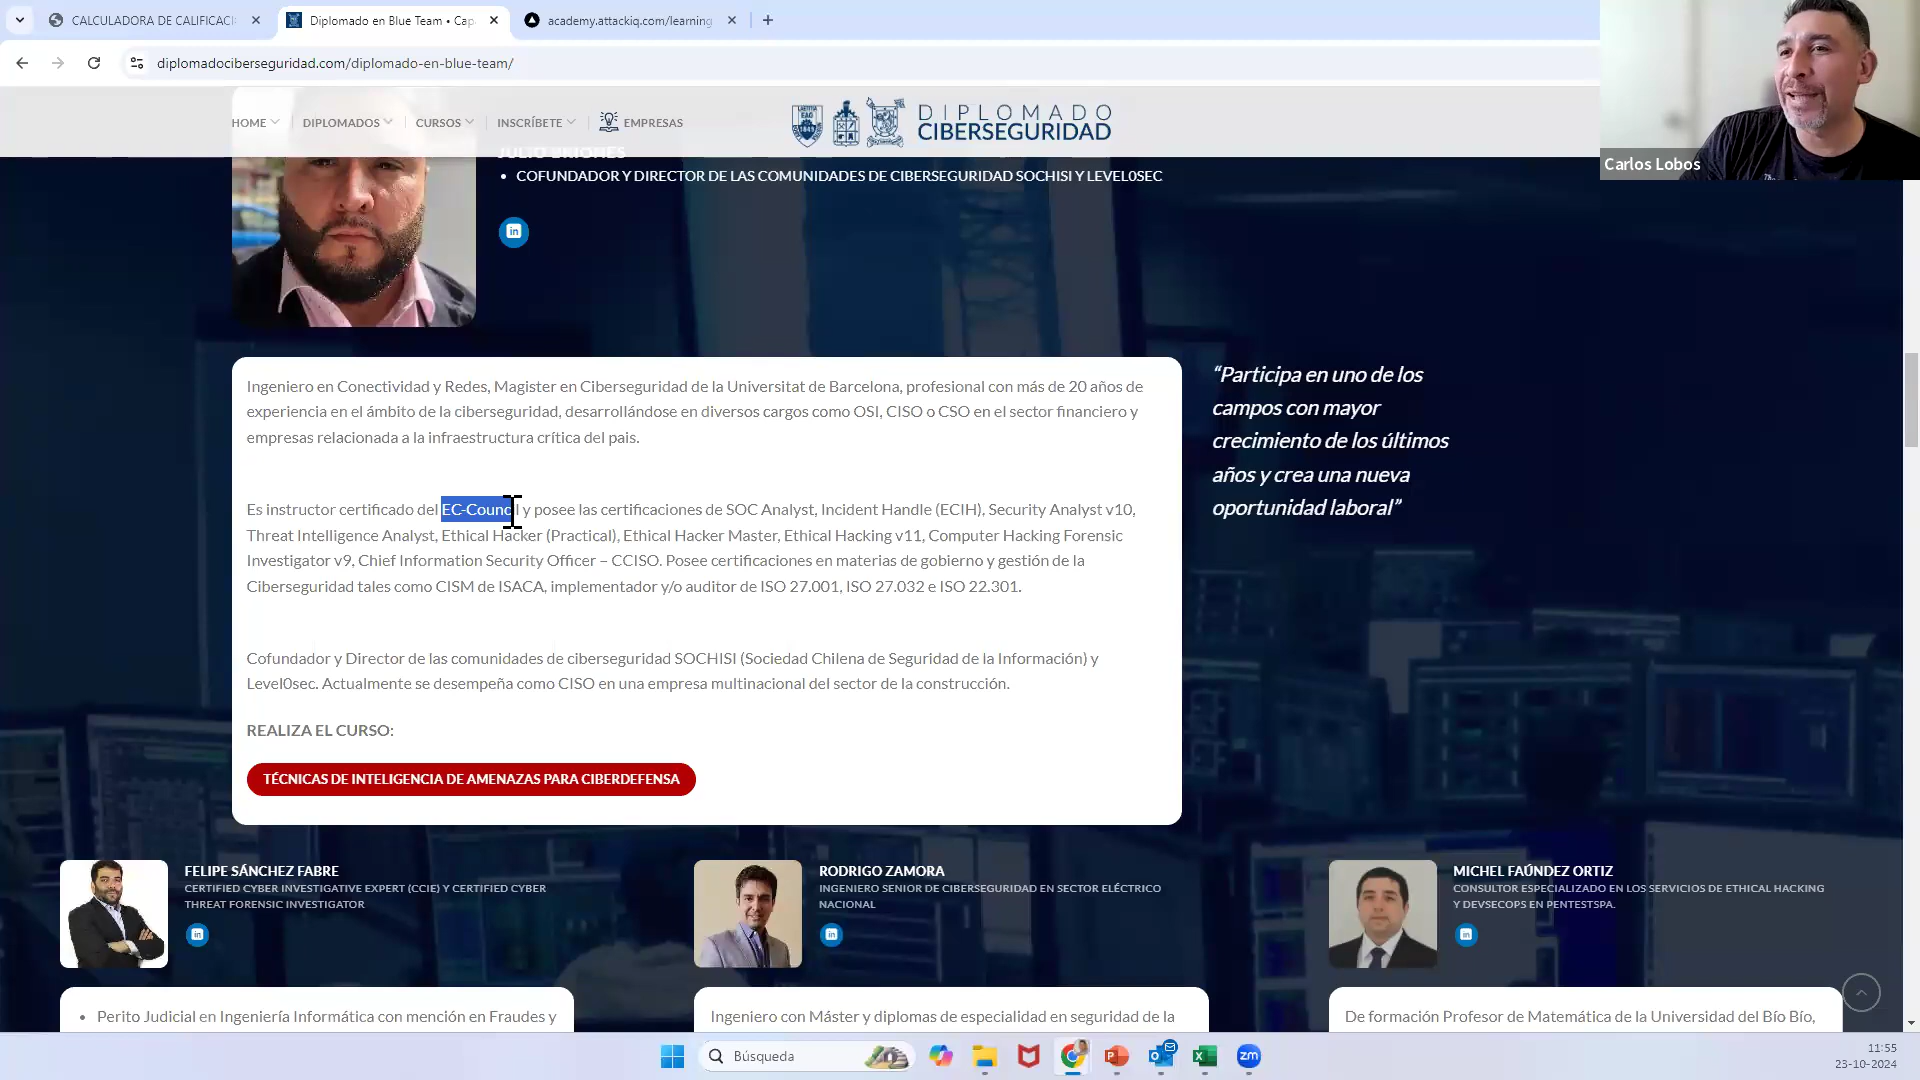 CALCULADORA DE CALIFICACI
Diplomado en Blue Team • Cap
academy.attackiq.com/learning
diplomadociberseguridad.com/diplomado-en-blue-team/
HOME
DIPLOMADOS
CURSOS
INSCRÍBETE
EMPRESAS
DIPLOMADO
CIBERSEGURIDAD
Carlos Lobos
JULIO BRIONES
• COFUNDADOR Y DIRECTOR DE LAS COMUNIDADES DE CIBERSEGURIDAD SOCHISI Y LEVEL0SEC
Ingeniero en Conectividad y Redes, Magister en Ciberseguridad de la Universitat de Barcelona, profesional con más de 20 años de
experiencia en el ámbito de la ciberseguridad, desarrollándose en diversos cargos como OSI, CISO o CSO en el sector financiero y
empresas relacionada a la infraestructura crítica del pais.
Es instructor certificado del EC-Council y posee las certificaciones de SOC Analyst, Incident Handle (ECIH), Security Analyst v10,
Threat Intelligence Analyst, Ethical Hacker (Practical), Ethical Hacker Master, Ethical Hacking v11, Computer Hacking Forensic
Investigator v9, Chief Information Security Officer – CCISO. Posee certificaciones en materias de gobierno y gestión de la
Ciberseguridad tales como CISM de ISACA, implementador y/o auditor de ISO 27.001, ISO 27.032 e ISO 22.301.
Cofundador y Director de las comunidades de ciberseguridad SOCHISI (Sociedad Chilena de Seguridad de la Información) y
Level0sec. Actualmente se desempeña como CISO en una empresa multinacional del sector de la construcción.
REALIZA EL CURSO:
TÉCNICAS DE INTELIGENCIA DE AMENAZAS PARA CIBERDEFENSA
“Participa en uno de los
campos con mayor
crecimiento de los últimos
años y crea una nueva
oportunidad laboral”
FELIPE SÁNCHEZ FABRE
CERTIFIED CYBER INVESTIGATIVE EXPERT (CCIE) Y CERTIFIED CYBER
THREAT FORENSIC INVESTIGATOR
RODRIGO ZAMORA
INGENIERO SENIOR DE CIBERSEGURIDAD EN SECTOR ELÉCTRICO
NACIONAL
MICHEL FAÚNDEZ ORTIZ
CONSULTOR ESPECIALIZADO EN LOS SERVICIOS DE ETHICAL HACKING
Y DEVSECOPS EN PENTESTSPA.
• Perito Judicial en Ingeniería Informática con mención en Fraudes y
Ingeniero con Máster y diplomas de especialidad en seguridad de la
De formación Profesor de Matemática de la Universidad del Bío Bío,
Búsqueda
zm
11:55
23-10-2024